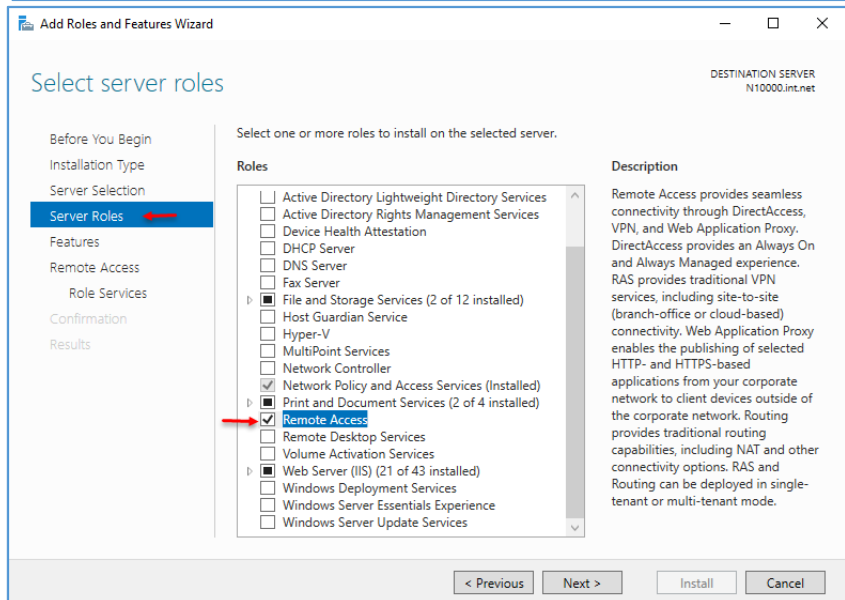 Add Roles and Features Wizard
Select server roles
DESTINATION SERVER
N10000.int.net
Before You Begin
Installation Type
Server Selection
Server Roles
Features
Remote Access
Role Services
Confirmation
Results
Select one or more roles to install on the selected server.
Roles
Active Directory Lightweight Directory Services
Active Directory Rights Management Services
Device Health Attestation
DHCP Server
DNS Server
Fax Server
File and Storage Services (2 of 12 installed)
Host Guardian Service
Hyper-V
MultiPoint Services
Network Controller
Network Policy and Access Services (Installed)
Print and Document Services (2 of 4 installed)
Remote Access
Remote Desktop Services
Volume Activation Services
Web Server (IIS) (21 of 43 installed)
Windows Deployment Services
Windows Server Essentials Experience
Windows Server Update Services
Description
Remote Access provides seamless
connectivity through DirectAccess,
VPN, and Web Application Proxy.
DirectAccess provides an Always On
and Always Managed experience.
RAS provides traditional VPN
services, including site-to-site
(branch-office or cloud-based)
connectivity. Web Application Proxy
enables the publishing of selected
HTTP- and HTTPS-based
applications from your corporate
network to client devices outside of
the corporate network. Routing
provides traditional routing
capabilities, including NAT and other
connectivity options. RAS and
Routing can be deployed in single-
tenant or multi-tenant mode.
< Previous
Next >
Install
Cancel